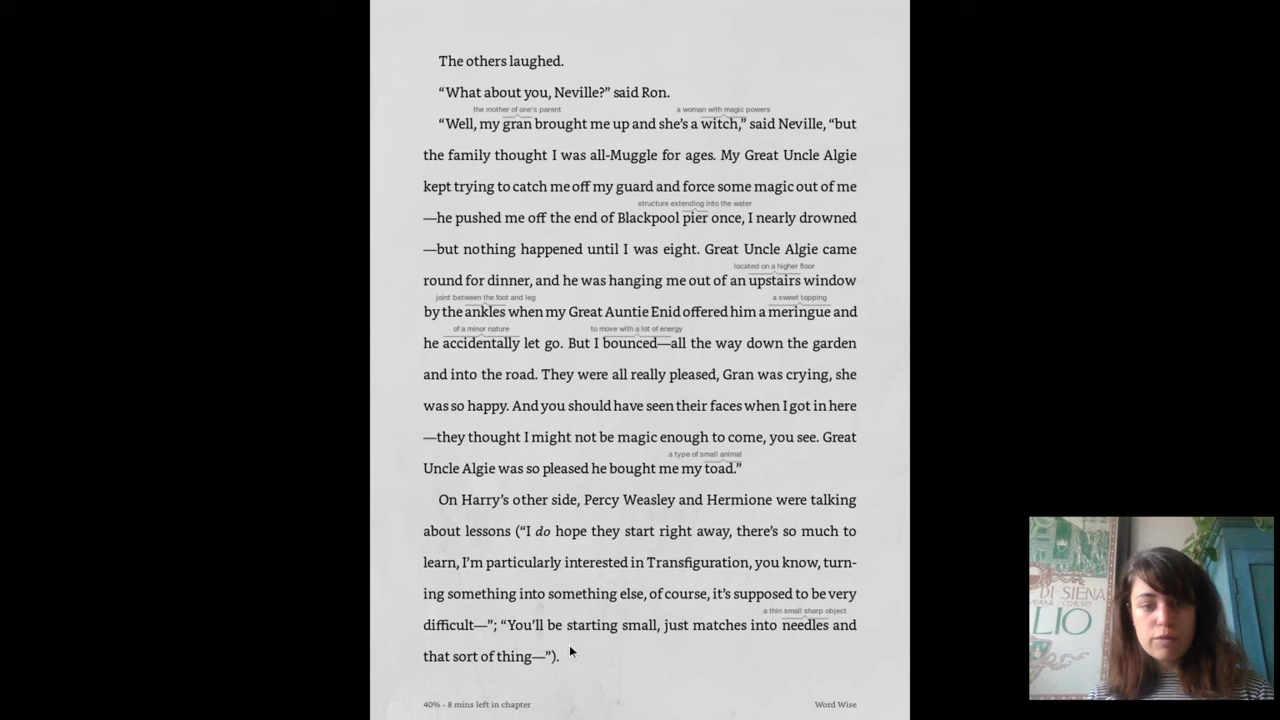 The others laughed.
“What about you, Neville?” said Ron.
the mother of one's parent a woman with magic powers
“Well, my gran brought me up and she’s a witch,” said Neville, “but
the family thought I was all-Muggle for ages. My Great Uncle Algie
kept trying to catch me off my guard and force some magic out of me
structure extending into the water
—he pushed me off the end of Blackpool pier once, I nearly drowned
—but nothing happened until I was eight. Great Uncle Algie came
located on a higher floor
round for dinner, and he was hanging me out of an upstairs window
joint between the foot and leg a sweet topping
by the ankles when my Great Auntie Enid offered him a meringue and
of a minor nature to move with a lot of energy
he accidentally let go. But I bounced—all the way down the garden
and into the road. They were all really pleased, Gran was crying, she
was so happy. And you should have seen their faces when I got in here
—they thought I might not be magic enough to come, you see. Great
a type of small animal
Uncle Algie was so pleased he bought me my toad.”
On Harry’s other side, Percy Weasley and Hermione were talking
about lessons (“I do hope they start right away, there’s so much to
learn, I’m particularly interested in Transfiguration, you know, turn-
ing something into something else, of course, it’s supposed to be very
a thin small sharp object
difficult—”; “You’ll be starting small, just matches into needles and
that sort of thing—”).
40% - 8 mins left in chapter Word Wise
DI SIENA
CORSO
LIO